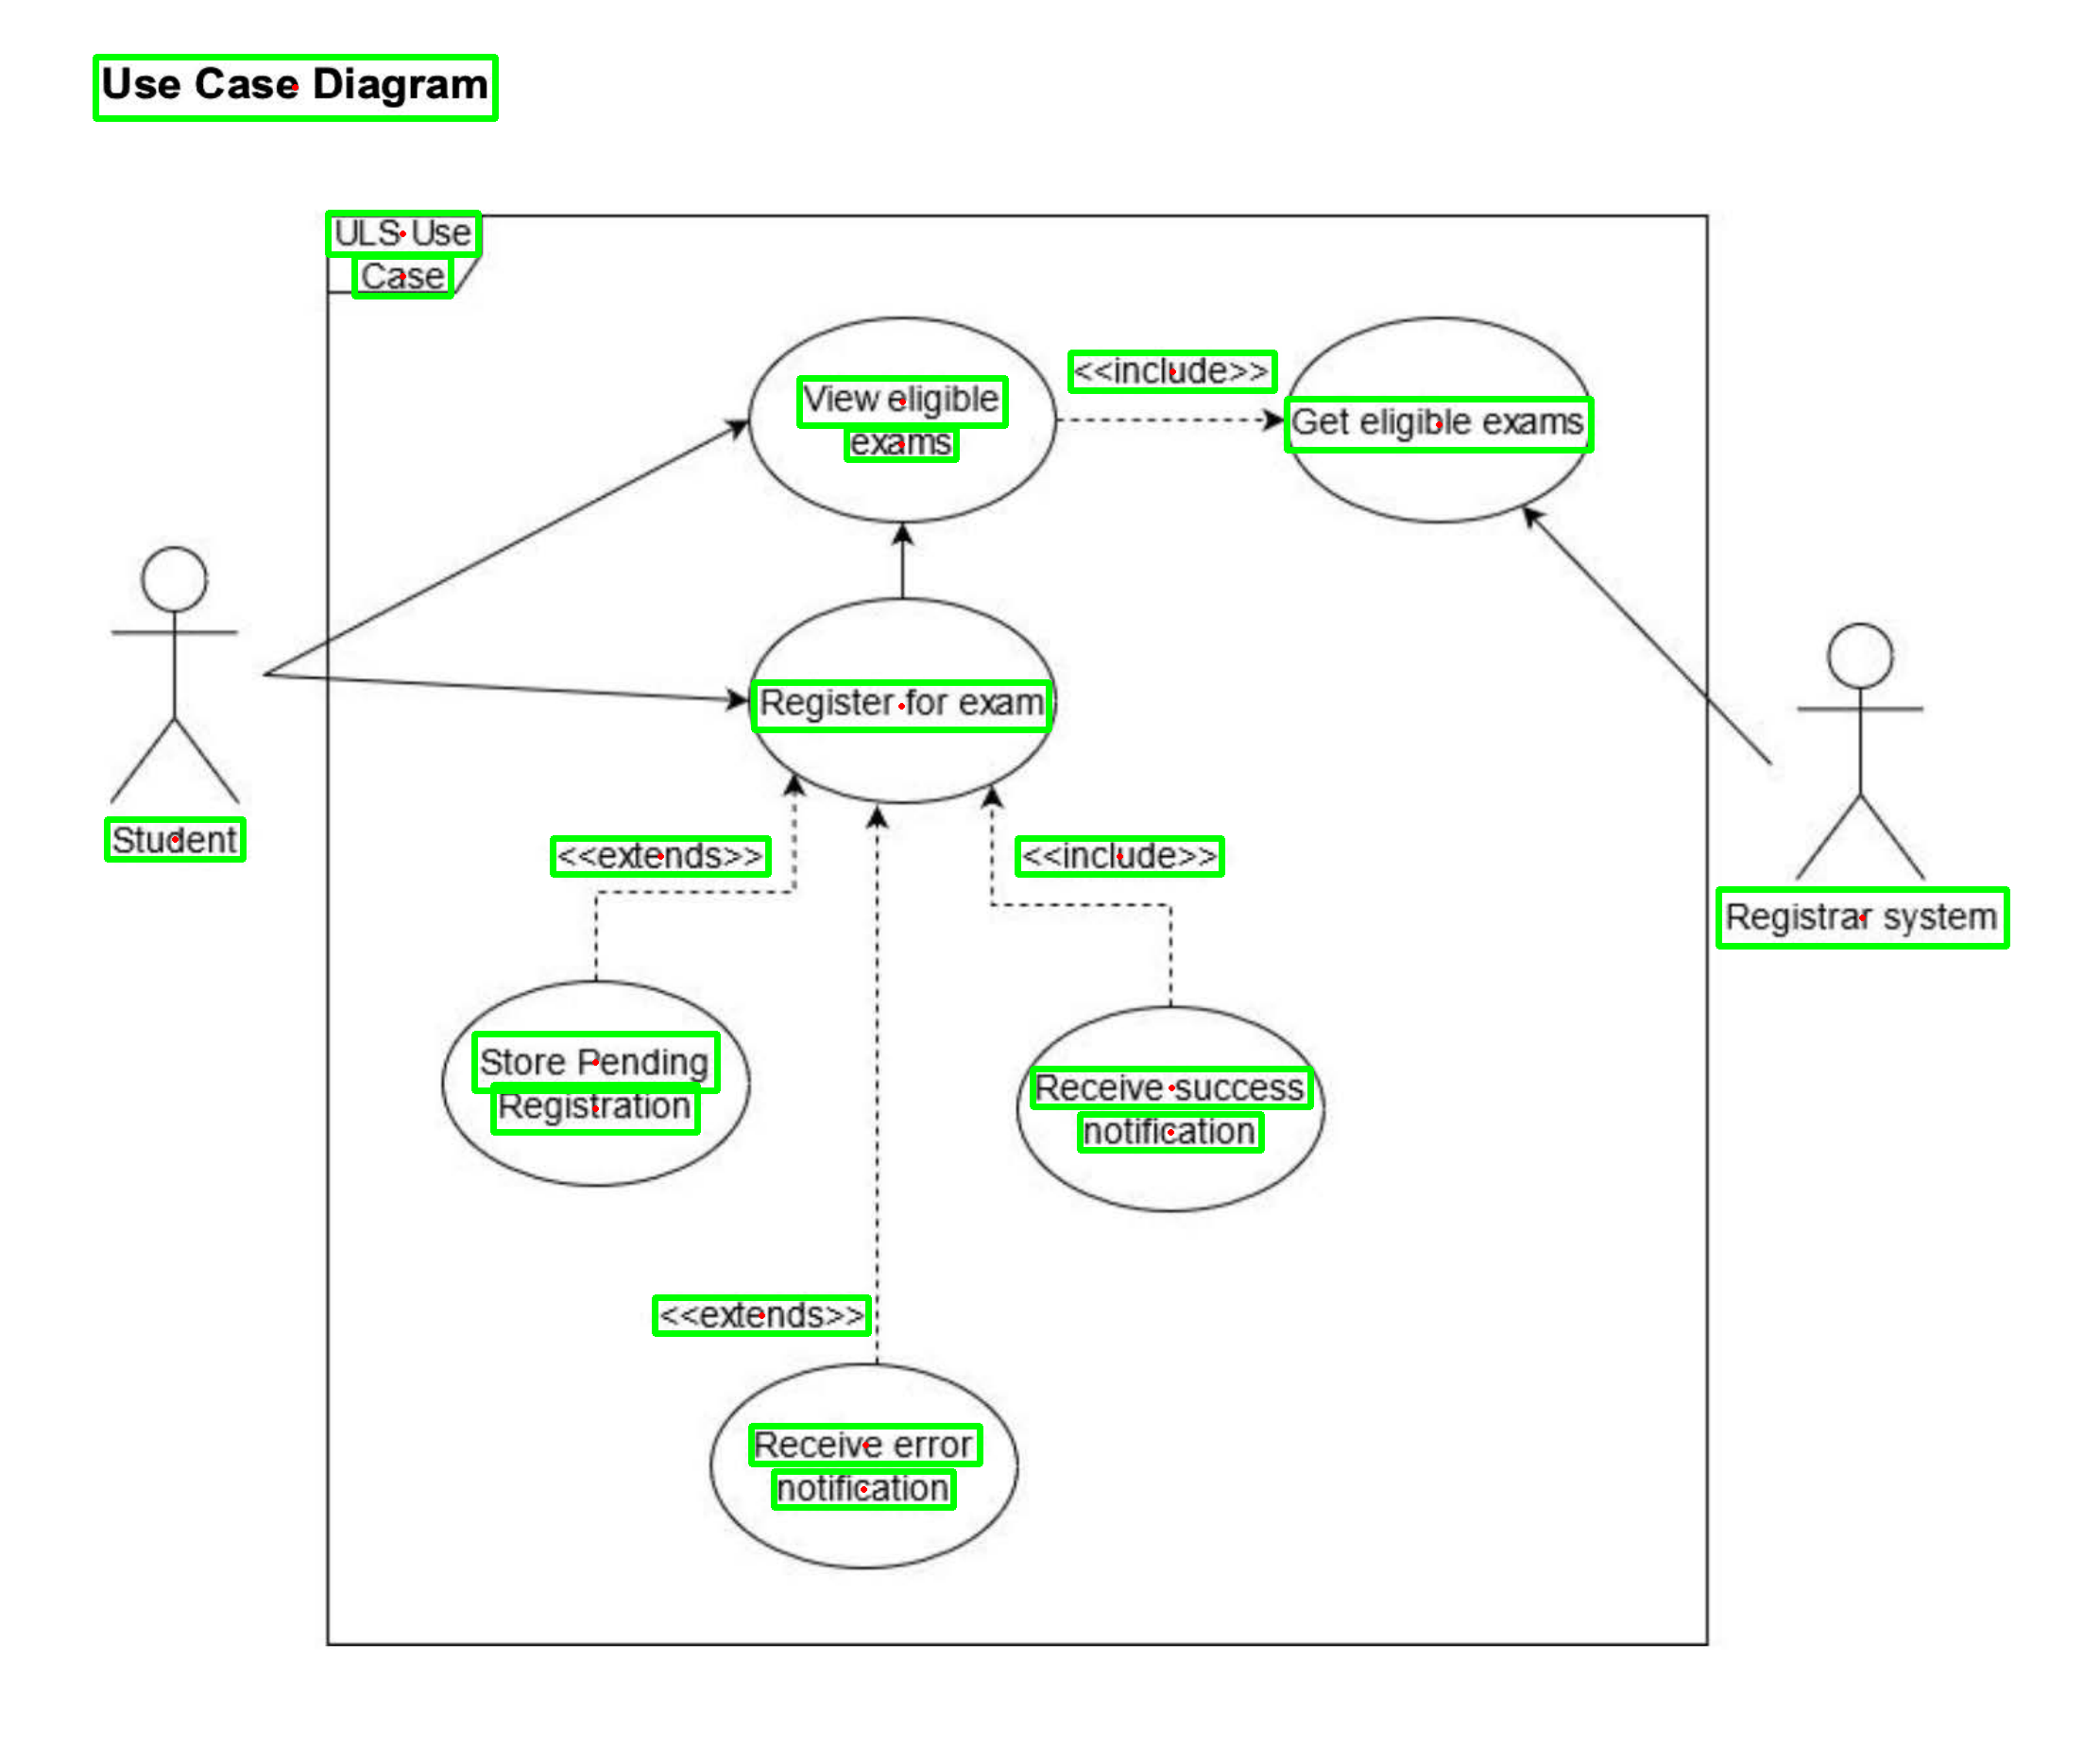 Use Case Diagram
ULS Use
Case
View eligible
exams
<<include>>
Get eligible exams
Register for exam
Student
<<extends>>
<<include>>
Registrar system
Store Pending
Registration
Receive success
notification
<<extends>>
Receive error
notification